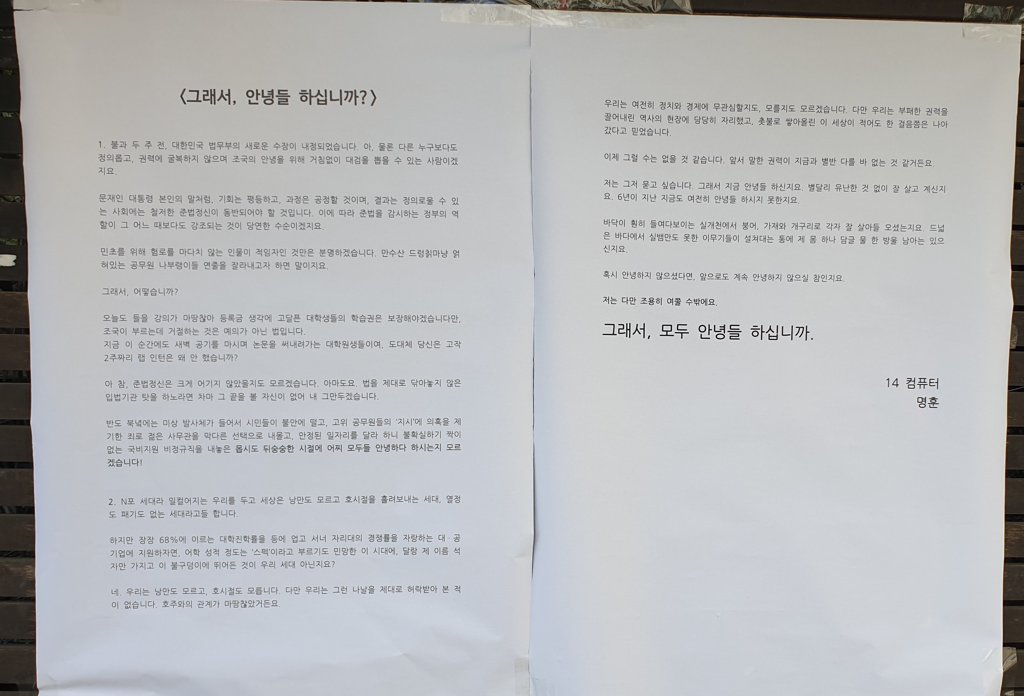 <그래서, 안녕들 하십니까?>
1. 불과 두 주 전, 대한민국 법무부의 새로운 수장이 내정되었습니다. 아, 물론 다른 누구보다도
정의롭고, 권력에 굴복하지 않으며 조국의 안녕을 위해 거침없이 대검을 뽑을 수 있는 사람이겠
지요.
문재인 대통령 본인의 말처럼, 기회는 평등하고, 과정은 공정할 것이며, 결과는 정의로울 수 있
는 사회에는 철저한 준법정신이 동반되어야 할 것입니다. 이에 따라 준법을 감시하는 정부의 역
할이 그 어느 때보다도 강조되는 것이 당연한 수순이겠지요.
민초를 위해 험로를 마다치 않는 인물이 적임자인 것만은 분명하겠습니다. 만수산 드렁칡마냥 얽
혀있는 공무원 나부랭이들 연줄을 잘라내고자 하면 말이지요.
그래서, 어떻습니까?
오늘도 들을 강의가 마땅찮아 등록금 생각에 고달픈 대학생들의 학습권은 보장해야겠습니다만,
조국이 부르는데 거절하는 것은 예의가 아닌 법입니다.
지금 이 순간에도 새벽 공기를 마시며 논문을 써내려가는 대학원생들이여, 도대체 당신은 고작
2주짜리 랩 인턴은 왜 안 했습니까?
아 참, 준법정신은 크게 어기지 않았을지도 모르겠습니다. 아마도요. 법을 제대로 닦아놓지 않은
입법기관 탓을 하노라면 차마 그 끝을 볼 자신이 없어 내 그만두겠습니다.
반도 북녘에는 미상 발사체가 들어서 시민들이 불안에 떨고, 고위 공무원들의 '지시'에 의혹을 제
기한 죄로 젊은 사무관을 막다른 선택으로 내몰고, 안정된 일자리를 달라 하니 불확실하기 짝이
없는 국비지원 비정규직을 내놓은 몹시도 뒤숭숭한 시절에 어찌 모두들 안녕하다 하시는지 모르
겠습니다!
2. N포 세대라 일컬어지는 우리를 두고 세상은 낭만도 모르고 호시절을 흘려보내는 세대, 열정
도 패기도 없는 세대라고들 합니다.
하지만 장장 68%에 이르는 대학진학률을 등에 업고 서너 자리대의 경쟁률을 자랑하는 대·공
기업에 지원하자면, 어학 성적 정도는 '스펙'이라고 부르기도 민망한 이 시대에, 달랑 제 이름 석
자만 가지고 이 불구덩이에 뛰어든 것이 우리 세대 아닌지요?
네. 우리는 낭만도 모르고, 호시절도 모릅니다. 다만 우리는 그런 나날을 제대로 허락받아 본 적
이 없습니다. 호주와의 관계가 마땅찮았거든요.
우리는 여전히 정치와 경제에 무관심할지도, 모를지도 모르겠습니다. 다만 우리는 부패한 권력을
끌어내린 역사의 현장에 당당히 자리했고, 촛불로 쌓아올린 이 세상이 적어도 한 걸음쯤은 나아
갔다고 믿었습니다.
이제 그럴 수는 없을 것 같습니다. 앞서 말한 권력이 지금과 별반 다를 바 없는 것 같거든요.
저는 그저 묻고 싶습니다. 그래서 지금 안녕들 하신지요. 별달리 유난한 것 없이 잘 살고 계신지
요. 6년이 지난 지금도 여전히 안녕들 하시지 못한지요.
바닥이 훤히 들여다보이는 실개천에서 붕어, 가재와 개구리로 각자 잘 살아들 오셨는지요. 드넓
은 바다에서 실뱀만도 못한 이무기들이 설쳐대는 통에 제 몸 하나 담글 물 한 방울 남아는 있으
신지요.
혹시 안녕하지 않으셨다면, 앞으로도 계속 안녕하지 않으실 참인지요.
저는 다만 조용히 여쭐 수밖에요.
그래서, 모두 안녕들 하십니까.
14 컴퓨터
명훈